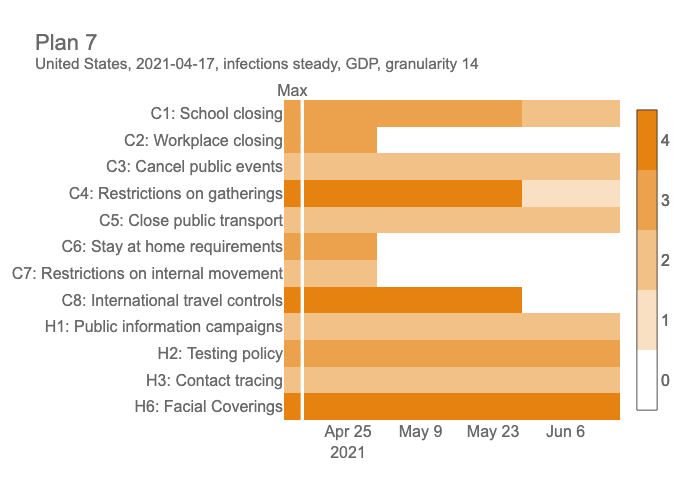 Plan 7
United States, 2021-04-17, infections steady, GDP, granularity 14
Max
C1: School closing
C2: Workplace closing
C3: Cancel public events
C4: Restrictions on gatherings
C5: Close public transport
C6: Stay at home requirements
C7: Restrictions on internal movement
C8: International travel controls
H1: Public information campaigns
H2: Testing policy
H3: Contact tracing
H6: Facial Coverings
Apr 25 May 9 May 23 Jun 6
2021
4
3
2
1
0